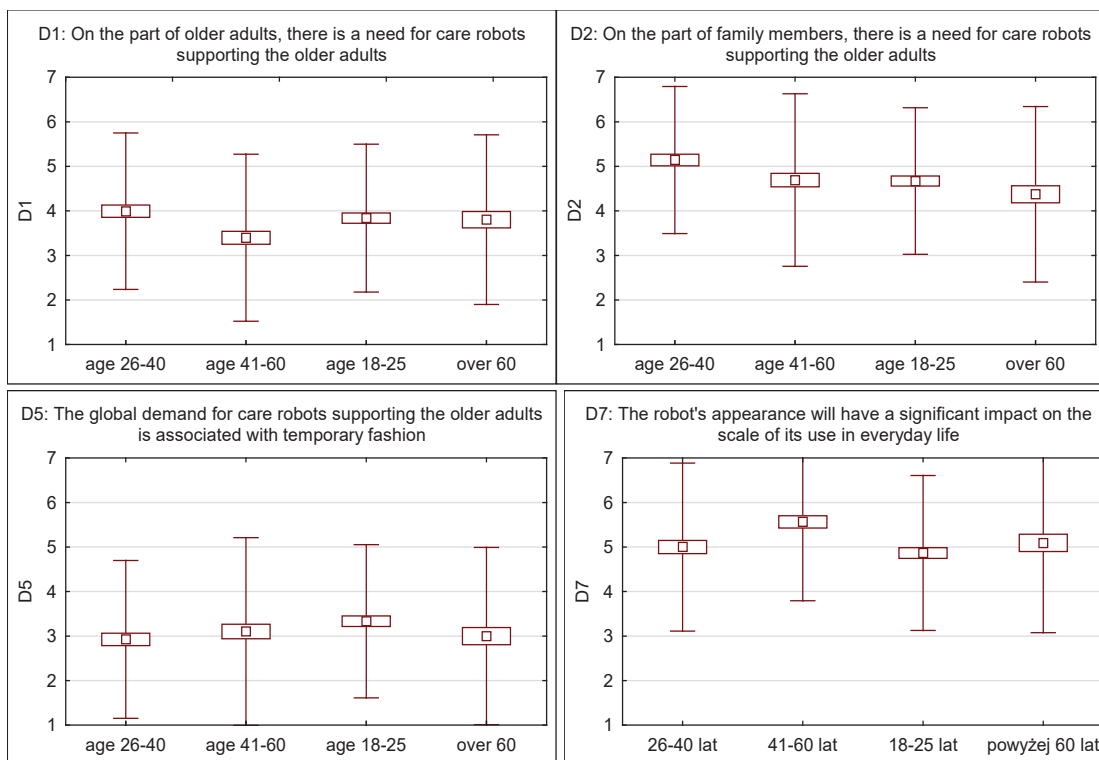 D1: On the part of older adults, there is a need for care robots
supporting the older adults
7
6
5
4
3
2
1
D1
age 26-40 age 41-60 age 18-25 over 60
D2: On the part of family members, there is a need for care robots
supporting the older adults
7
6
5
4
3
2
1
D2
age 26-40 age 41-60 age 18-25 over 60
D5: The global demand for care robots supporting the older adults
is associated with temporary fashion
7
6
5
4
3
2
1
D5
age 26-40 age 41-60 age 18-25 over 60
D7: The robot's appearance will have a significant impact on the
scale of its use in everyday life
7
6
5
4
3
2
1
D7
26-40 lat 41-60 lat 18-25 lat powyżej 60 lat